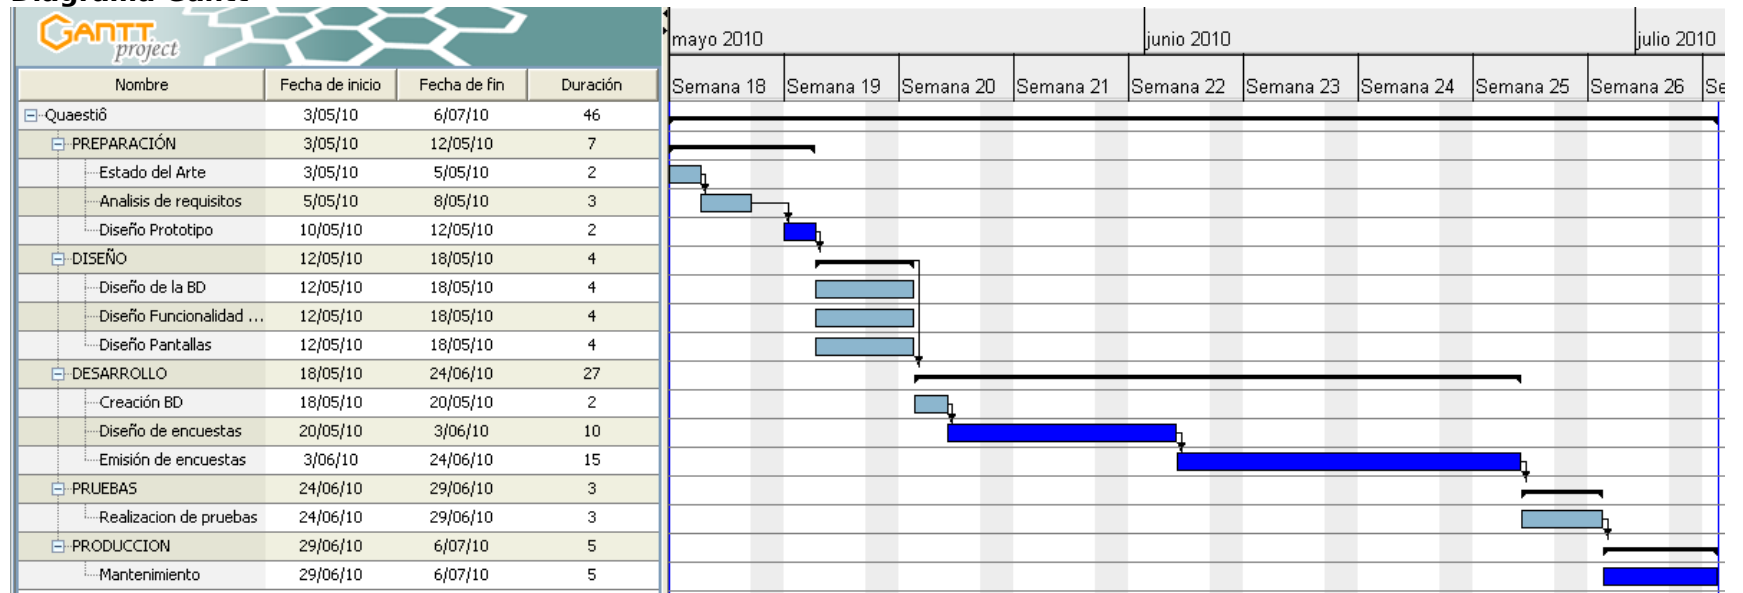 Diagrama Gantt
GANTT project
mayo 2010 junio 2010 julio 2010
Nombre Fecha de inicio Fecha de fin Duración Semana 18 Semana 19 Semana 20 Semana 21 Semana 22 Semana 23 Semana 24 Semana 25 Semana 26 Se
Quaestiô 3/05/10 6/07/10 46
PREPARACIÓN 3/05/10 12/05/10 7
Estado del Arte 3/05/10 5/05/10 2
Analisis de requisitos 5/05/10 8/05/10 3
Diseño Prototipo 10/05/10 12/05/10 2
DISEÑO 12/05/10 18/05/10 4
Diseño de la BD 12/05/10 18/05/10 4
Diseño Funcionalidad ... 12/05/10 18/05/10 4
Diseño Pantallas 12/05/10 18/05/10 4
DESARROLLO 18/05/10 24/06/10 27
Creación BD 18/05/10 20/05/10 2
Diseño de encuestas 20/05/10 3/06/10 10
Emisión de encuestas 3/06/10 24/06/10 15
PRUEBAS 24/06/10 29/06/10 3
Realizacion de pruebas 24/06/10 29/06/10 3
PRODUCCION 29/06/10 6/07/10 5
Mantenimiento 29/06/10 6/07/10 5